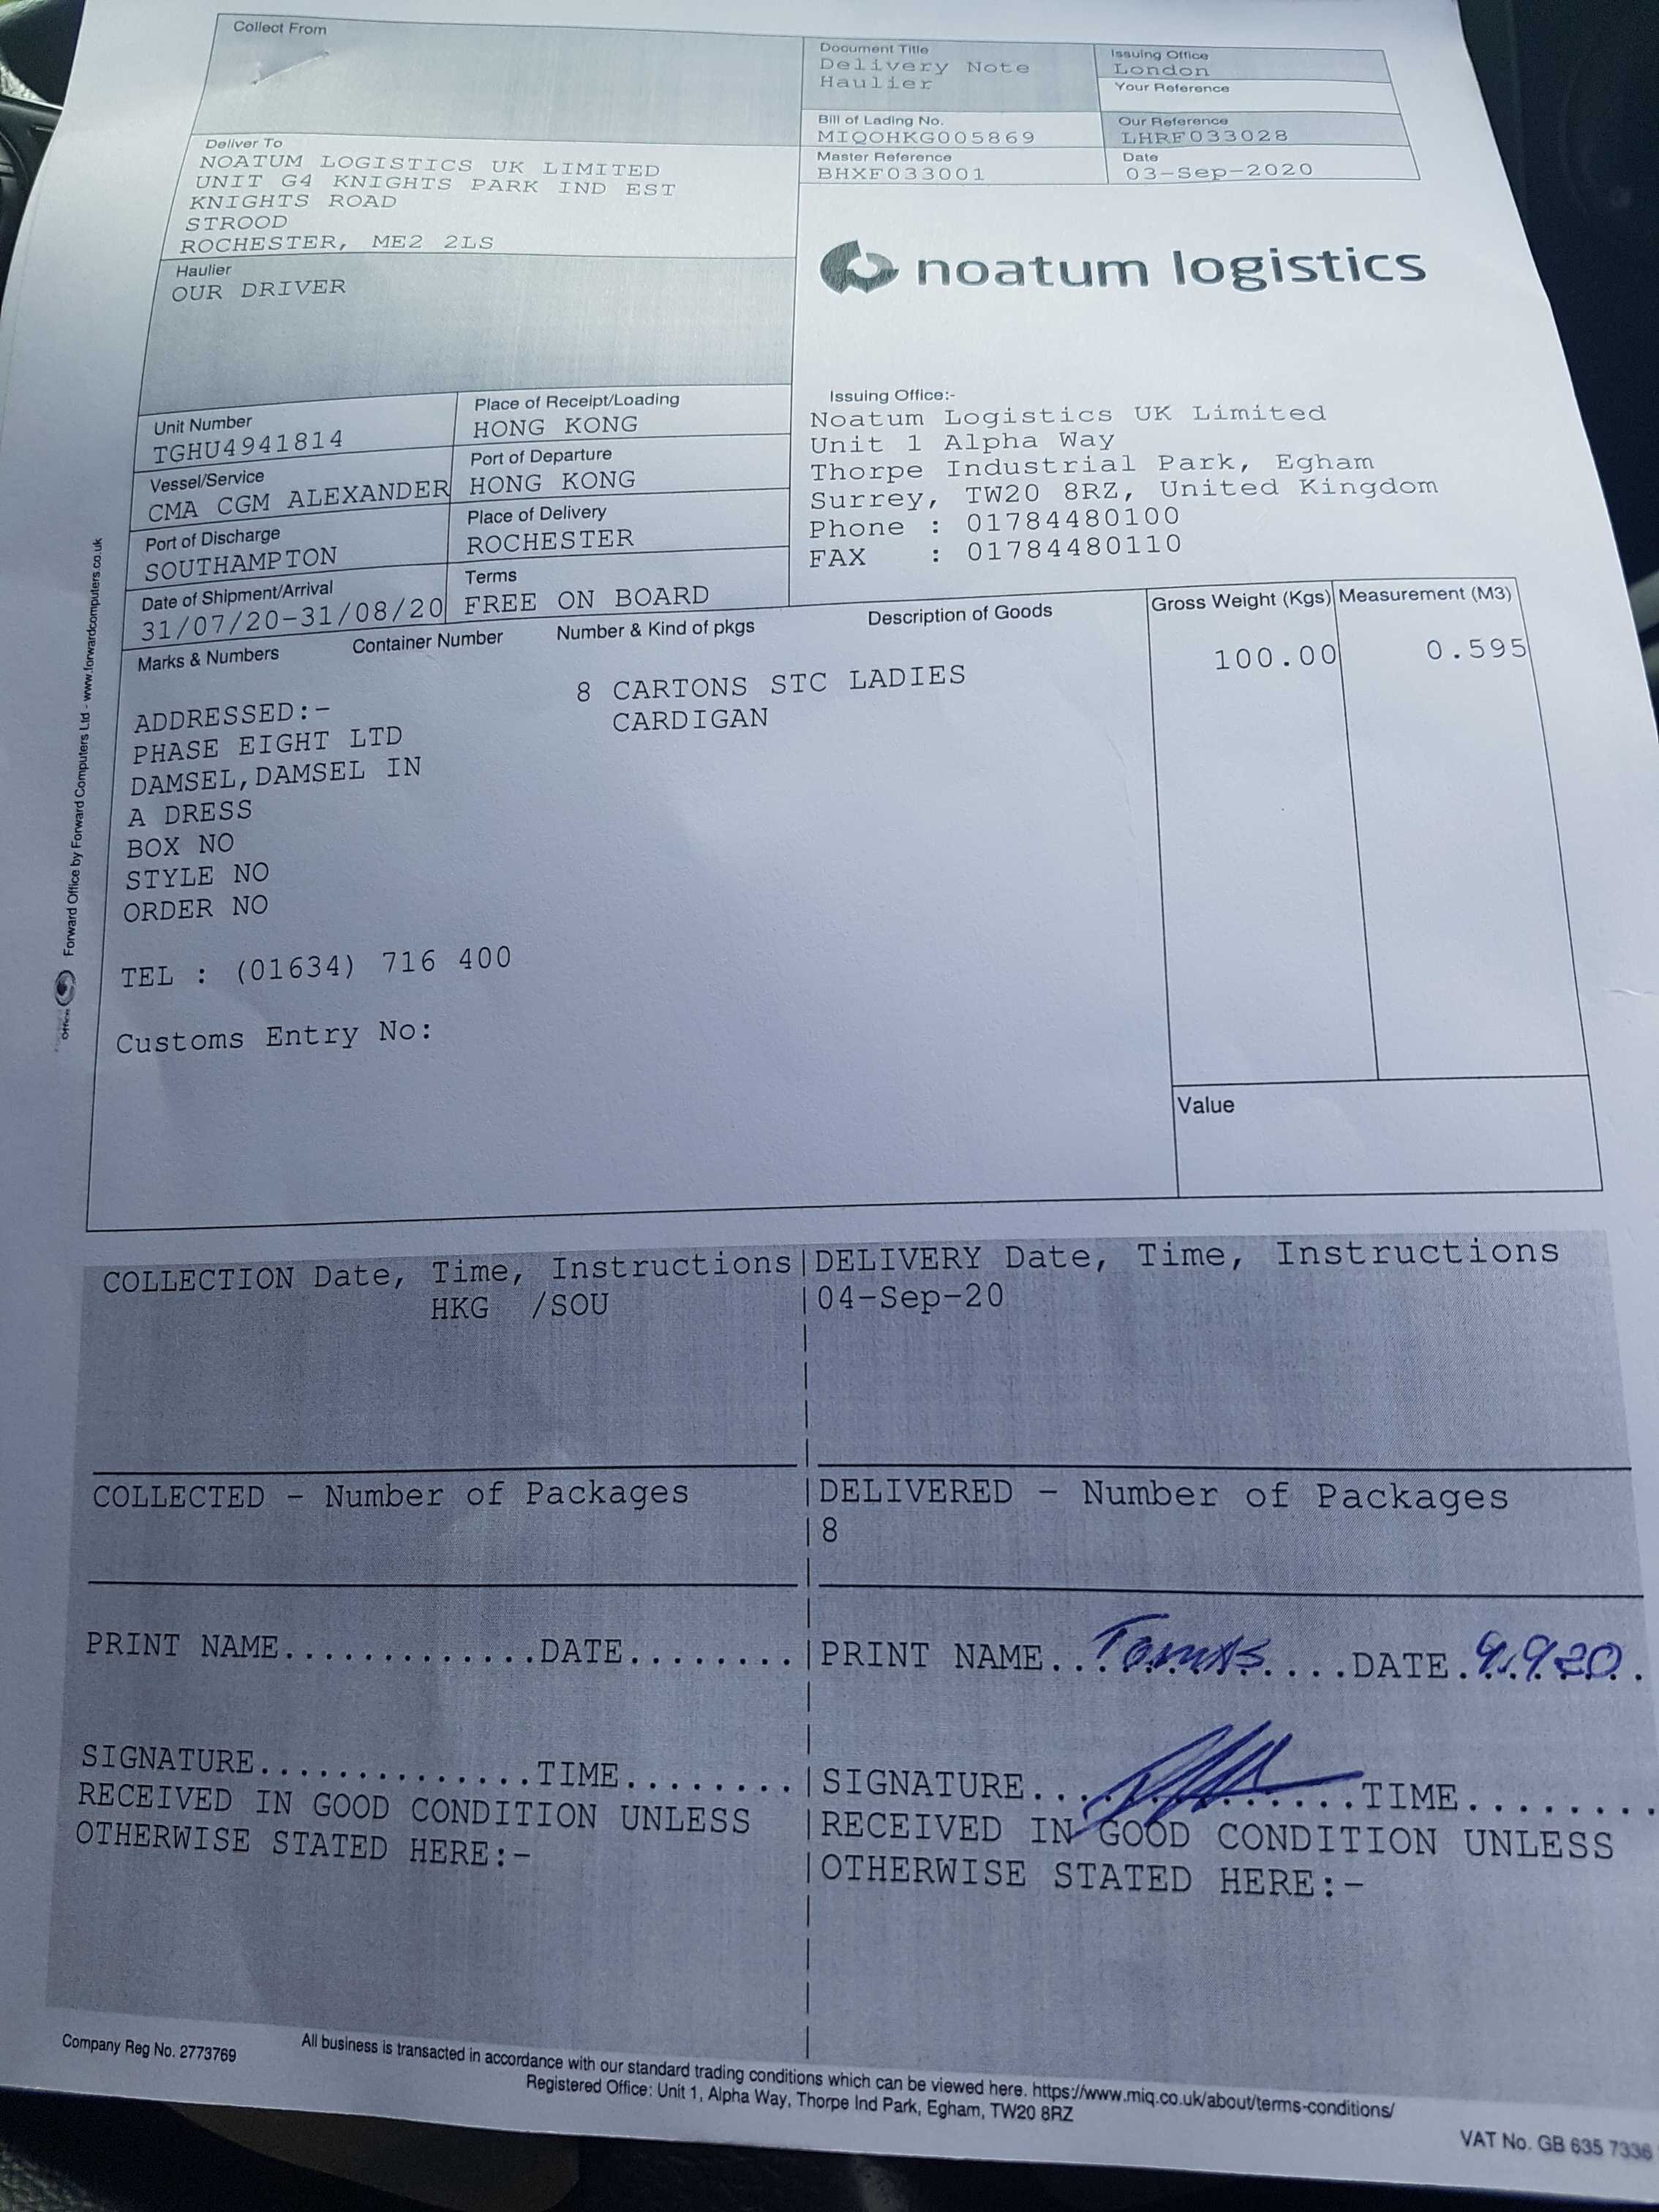 Collect From
Document Title
Delivery Note
Haulier
Issuing Office
London
Your Reference
Bill of Lading No.
MIQOHKG005869
Our Reference
LHRF033028
Master Reference
BHXF033001
Date
03-Sep-2020
Deliver To
NOATUM LOGISTICS UK LIMITED
UNIT G4 KNIGHTS PARK IND EST
KNIGHTS ROAD
STROOD
ROCHESTER, ME2 2LS
Haulier
OUR DRIVER
noatum logistics
Unit Number
TGHU4941814
Place of Receipt/Loading
HONG KONG
Vessel/Service
CMA CGM ALEXANDER
Port of Departure
HONG KONG
Port of Discharge
SOUTHAMPTON
Place of Delivery
ROCHESTER
Date of Shipment/Arrival
31/07/20-31/08/20
Terms
FREE ON BOARD
Issuing Office:-
Noatum Logistics UK Limited
Unit 1 Alpha Way
Thorpe Industrial Park, Egham
Surrey, TW20 8RZ, United Kingdom
Phone : 01784480100
FAX : 01784480110
Marks & Numbers Container Number Number & Kind of pkgs Description of Goods Gross Weight (Kgs) Measurement (M3)
8 CARTONS STC LADIES 100.00 0.595
CARDIGAN
ADDRESSED:-
PHASE EIGHT LTD
DAMSEL,DAMSEL IN
A DRESS
BOX NO
STYLE NO
ORDER NO
TEL : (01634) 716 400
Customs Entry No:
Value
Forward Office by Forward Computers Ltd - www.forwardcomputers.co.uk
Office
COLLECTION Date, Time, Instructions
HKG /SOU
DELIVERY Date, Time, Instructions
04-Sep-20
COLLECTED - Number of Packages
DELIVERED - Number of Packages
8
PRINT NAME.............DATE........
PRINT NAME...Tomas....DATE.4.9.20.
SIGNATURE..............TIME........
RECEIVED IN GOOD CONDITION UNLESS
OTHERWISE STATED HERE:-
SIGNATURE.................TIME........
RECEIVED IN GOOD CONDITION UNLESS
OTHERWISE STATED HERE:-
Company Reg No. 2773769
All business is transacted in accordance with our standard trading conditions which can be viewed here. https://www.miq.co.uk/about/terms-conditions/
Registered Office: Unit 1, Alpha Way, Thorpe Ind Park, Egham, TW20 8RZ
VAT No. GB 635 7336